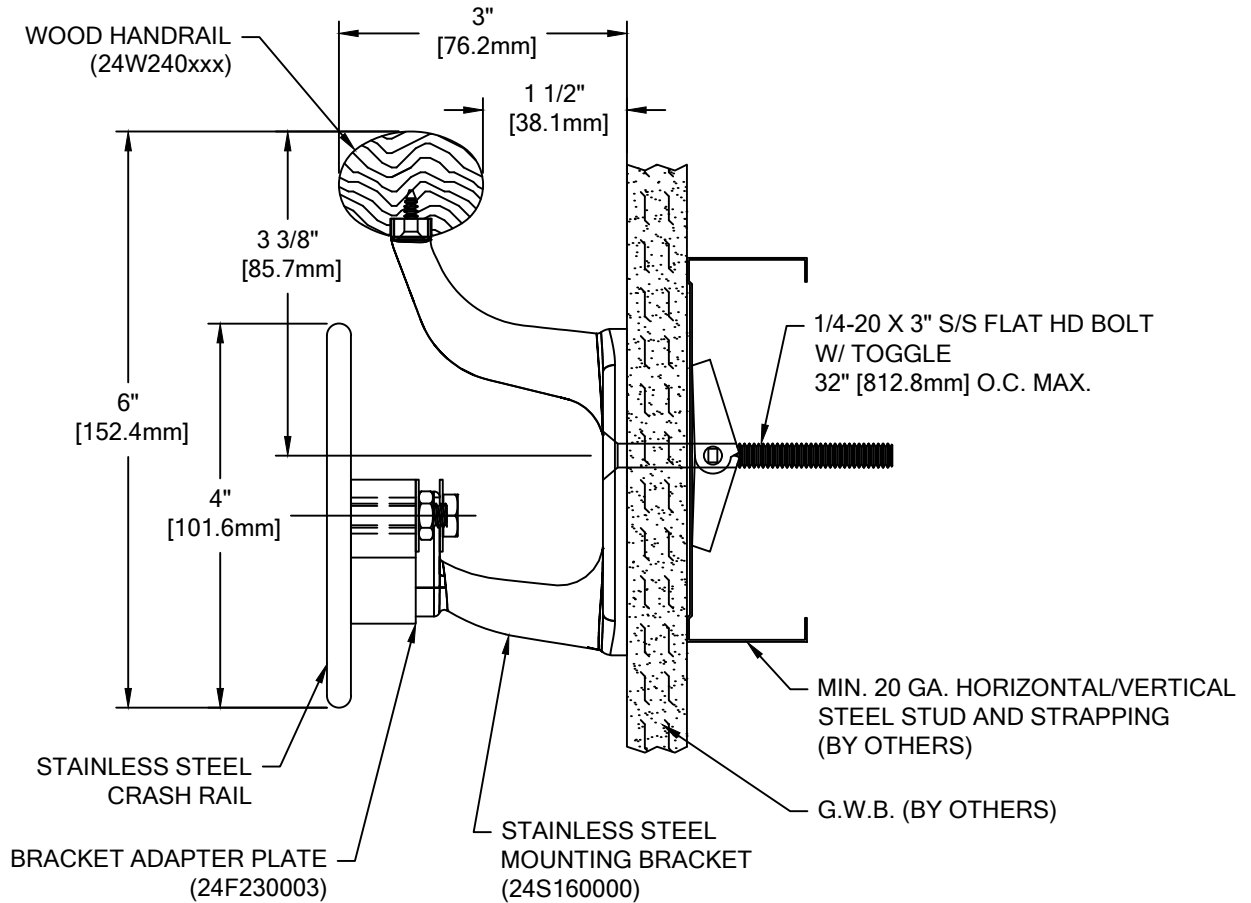 WOOD HANDRAIL
(24W240xxx)
3"
[76.2mm]
1 1/2"
[38.1mm]
3 3/8"
[85.7mm]
6"
[152.4mm]
4"
[101.6mm]
1/4-20 X 3" S/S FLAT HD BOLT
W/ TOGGLE
32" [812.8mm] O.C. MAX.
MIN. 20 GA. HORIZONTAL/VERTICAL
STEEL STUD AND STRAPPING
(BY OTHERS)
G.W.B. (BY OTHERS)
STAINLESS STEEL
CRASH RAIL
BRACKET ADAPTER PLATE
(24F230003)
STAINLESS STEEL
MOUNTING BRACKET
(24S160000)